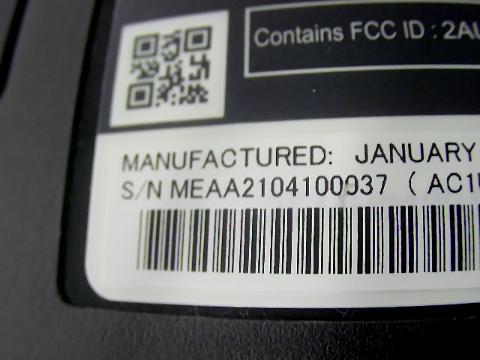 Contains FCC ID : 2AU
MANUFACTURED: JANUARY
S/N MEAA2104100037 ( AC1